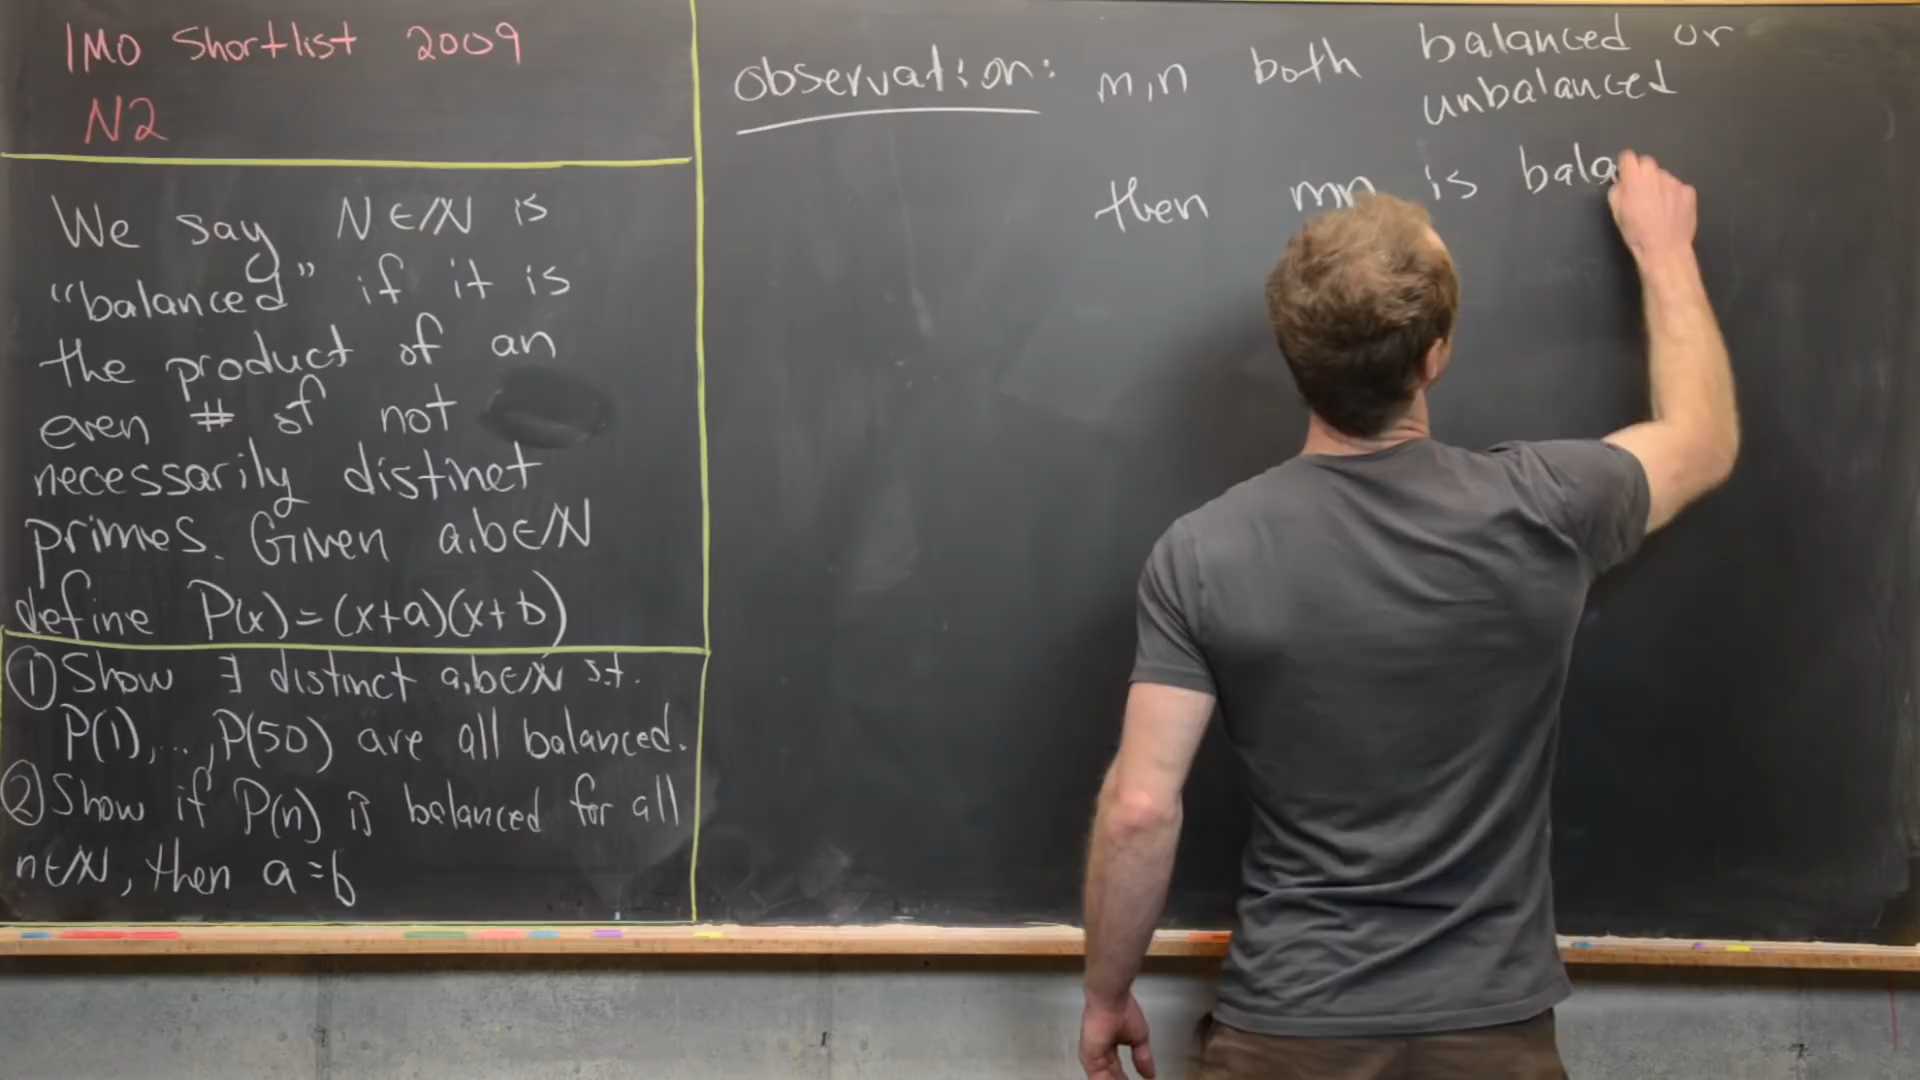 IMO Shortlist 2009
N2
We say N∈ℕ is
"balanced" if it is
the product of an
even # of not
necessarily distinct
primes. Given a,b∈ℕ
define P(x)=(x+a)(x+b)
① Show ∃ distinct a,b∈ℕ s.t.
P(1),...,P(50) are all balanced.
② Show if P(n) is balanced for all
n∈ℕ, then a=b
observation: m,n both balanced or
unbalanced
then mn is bala